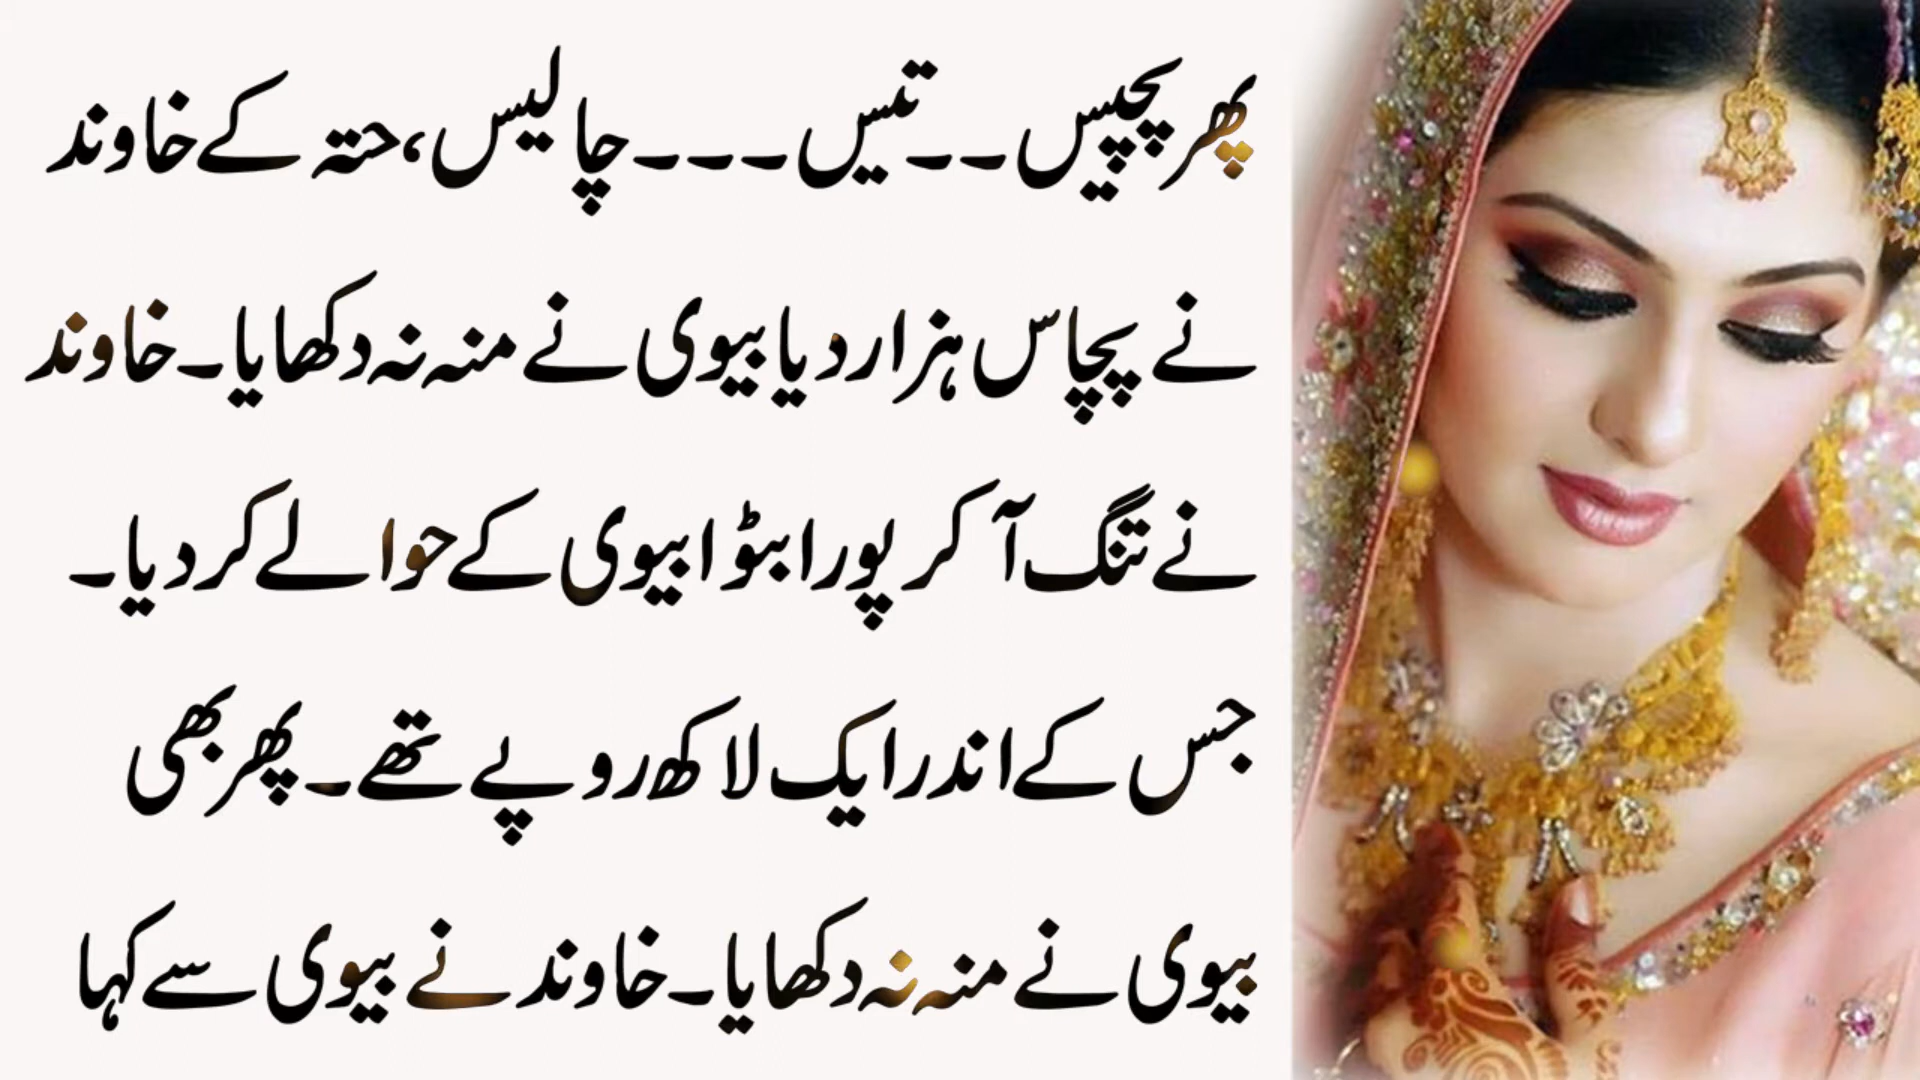 پھر پچیس۔۔تیس۔۔۔چالیس، حتہ کے خاوند
نے پچاس ہزار دیا بیوی نے منہ نہ دکھایا۔ خاوند
نے تنگ آ کر پورا بٹوا بیوی کے حوالے کر دیا۔
جس کے اندر ایک لاکھ روپے تھے۔ پھر بھی
بیوی نے منہ نہ دکھایا۔ خاوند نے بیوی سے کہا